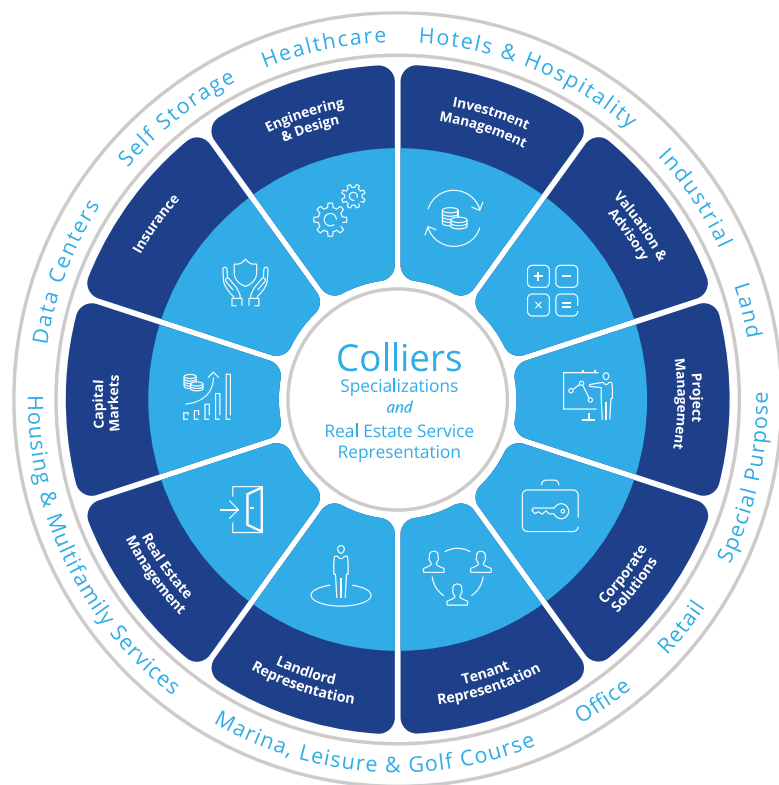 Healthcare
Hotels & Hospitality
Industrial
Land
Special Purpose
Retail
Office
Marina, Leisure & Golf Course
Housing & Multifamily Services
Data Centers
Self Storage
Engineering
& Design
Investment
Management
Valuation &
Advisory
Project
Management
Corporate
Solutions
Tenant
Representation
Landlord
Representation
Real Estate
Management
Capital
Markets
Insurance
Colliers
Specializations
and
Real Estate Service
Representation